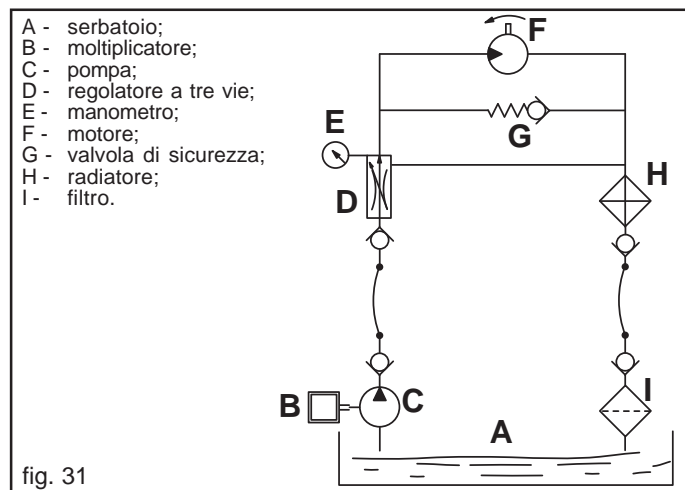 A - serbatoio;
B - moltiplicatore;
C - pompa;
D - regolatore a tre vie;
E - manometro;
F - motore;
G - valvola di sicurezza;
H - radiatore;
I - filtro.
F
G
E
D
H
B
C
I
A
fig. 31